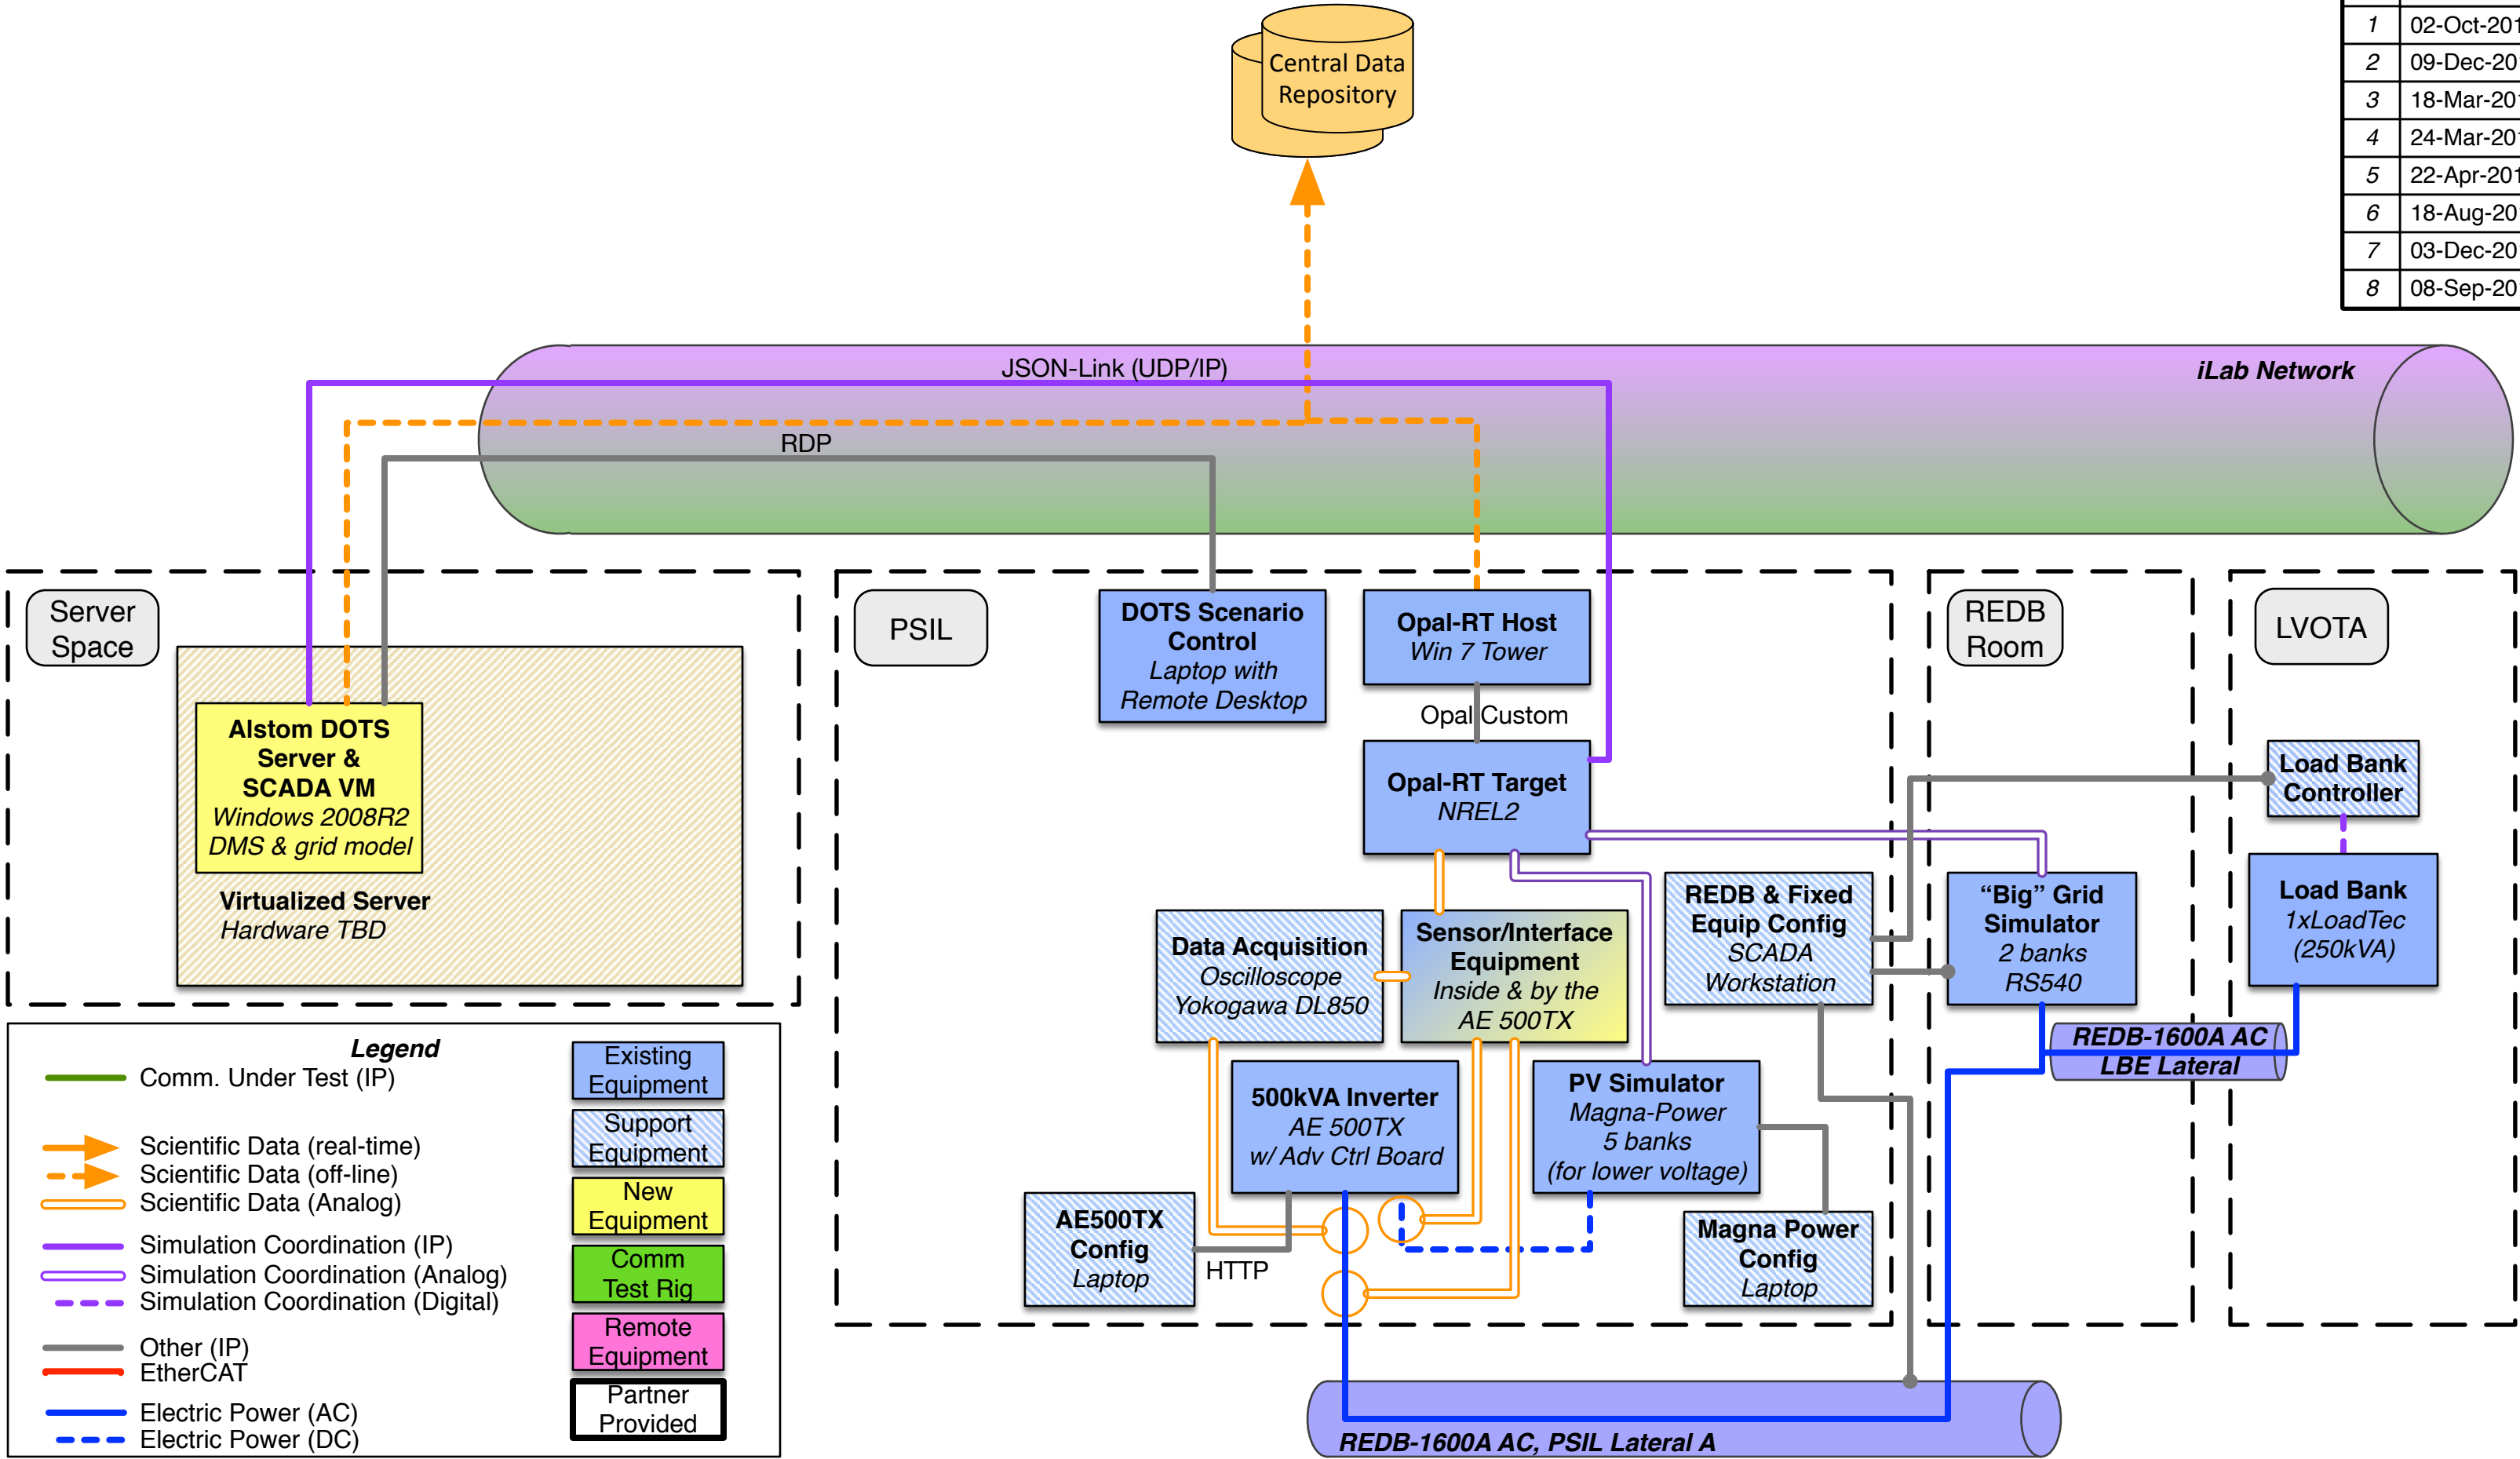 1 02-Oct-201
2 09-Dec-20
3 18-Mar-201
4 24-Mar-201
5 22-Apr-201
6 18-Aug-20
7 03-Dec-20
8 08-Sep-20
Central Data
Repository
JSON-Link (UDP/IP)
iLab Network
RDP
Server
Space
Alstom DOTS
Server &
SCADA VM
Windows 2008R2
DMS & grid model
Virtualized Server
Hardware TBD
PSIL
DOTS Scenario
Control
Laptop with
Remote Desktop
Opal-RT Host
Win 7 Tower
Opal Custom
Opal-RT Target
NREL2
Data Acquisition
Oscilloscope
Yokogawa DL850
Sensor/Interface
Equipment
Inside & by the
AE 500TX
REDB & Fixed
Equip Config
SCADA
Workstation
500kVA Inverter
AE 500TX
w/ Adv Ctrl Board
PV Simulator
Magna-Power
5 banks
(for lower voltage)
AE500TX
Config
Laptop
HTTP
Magna Power
Config
Laptop
REDB
Room
"Big" Grid
Simulator
2 banks
RS540
LVOTA
Load Bank
Controller
Load Bank
1xLoadTec
(250kVA)
REDB-1600A AC
LBE Lateral
REDB-1600A AC, PSIL Lateral A
Legend
Comm. Under Test (IP)
Scientific Data (real-time)
Scientific Data (off-line)
Scientific Data (Analog)
Simulation Coordination (IP)
Simulation Coordination (Analog)
Simulation Coordination (Digital)
Other (IP)
EtherCAT
Electric Power (AC)
Electric Power (DC)
Existing
Equipment
Support
Equipment
New
Equipment
Comm
Test Rig
Remote
Equipment
Partner
Provided